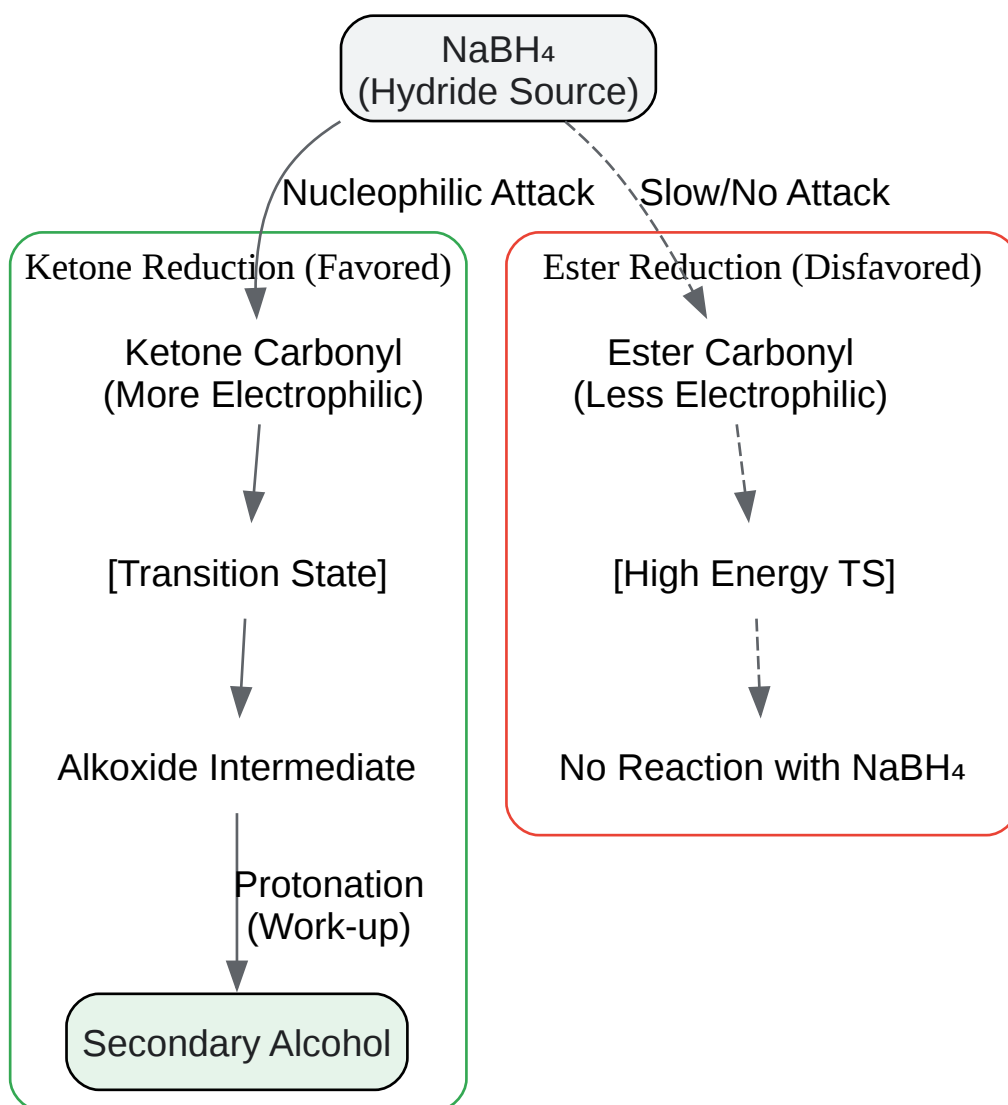 NaBH₄
(Hydride Source)
Nucleophilic Attack
Slow/No Attack
Ketone Reduction (Favored)
Ketone Carbonyl
(More Electrophilic)
[Transition State]
Alkoxide Intermediate
Protonation
(Work-up)
Secondary Alcohol
Ester Reduction (Disfavored)
Ester Carbonyl
(Less Electrophilic)
[High Energy TS]
No Reaction with NaBH₄